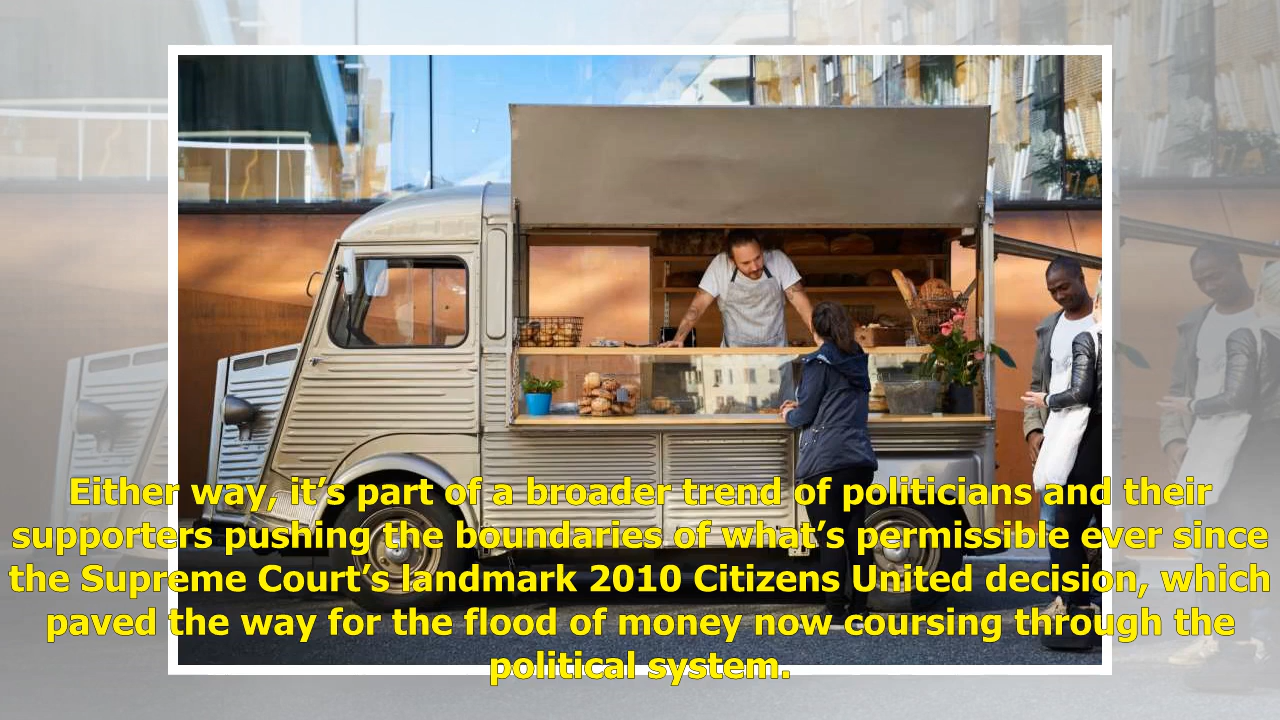 Either way, it’s part of a broader trend of politicians and their
supporters pushing the boundaries of what’s permissible ever since
the Supreme Court’s landmark 2010 Citizens United decision, which
paved the way for the flood of money now coursing through the
political system.